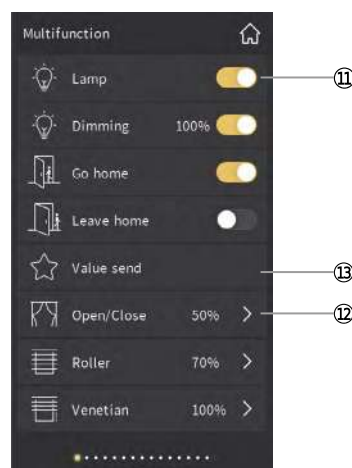 Multifunction
Lamp
⑪
Dimming 100%
Go home
Leave home
Value send
⑬
Open/Close 50%
⑫
Roller 70%
Venetian 100%